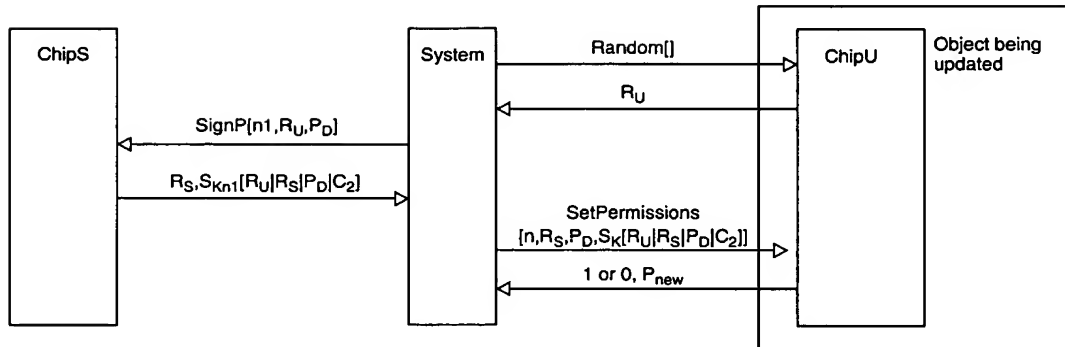 ChipS
System
Random[]
ChipU
Object being
updated
R_U
SignP[n1,R_U,P_D]
R_S,S_Kn1[R_U|R_S|P_D|C_2]
SetPermissions
[n,R_S,P_D,S_K[R_U|R_S|P_D|C_2]]
1 or 0, P_new